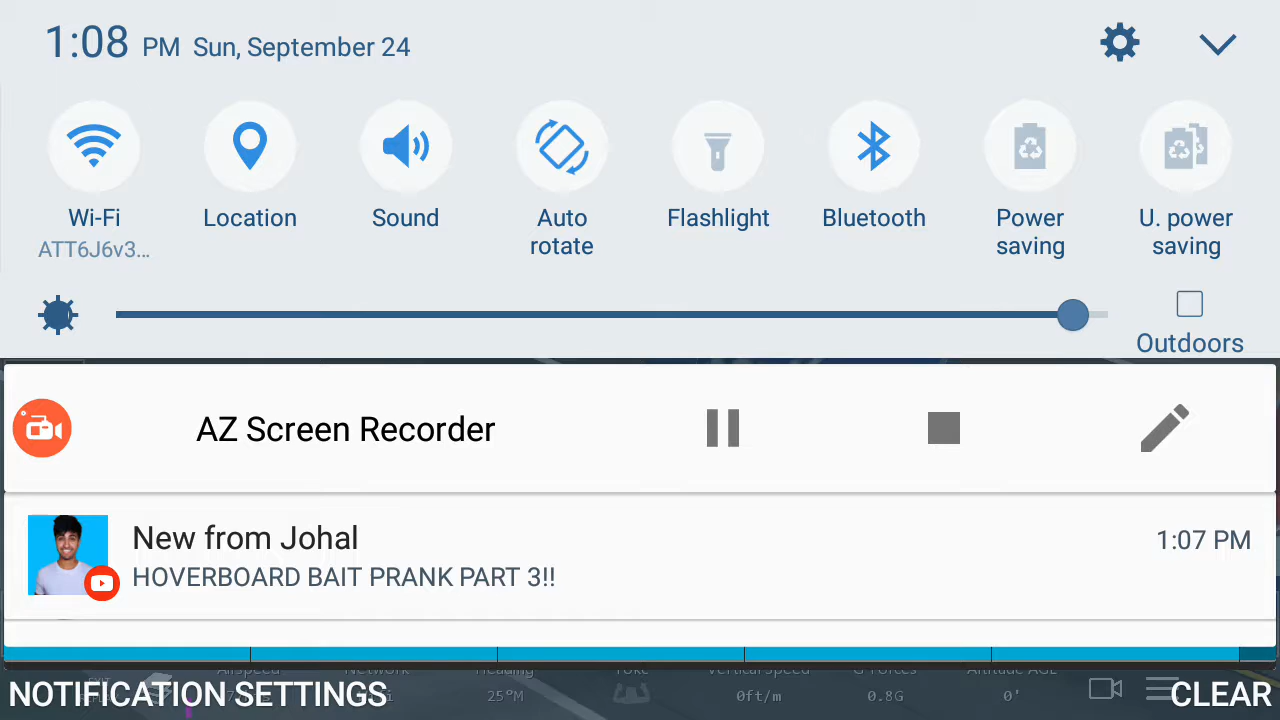 1:08 PM Sun, September 24
Wi-Fi
ATT6J6v3...
Location
Sound
Auto
rotate
Flashlight
Bluetooth
Power
saving
U. power
saving
Outdoors
AZ Screen Recorder
New from Johal
1:07 PM
HOVERBOARD BAIT PRANK PART 3!!
Airspeed Network Heading Vertical Speed G Forces Altitude AGL
25°M 0ft/m 0.8G 0'
NOTIFICATION SETTINGS
CLEAR